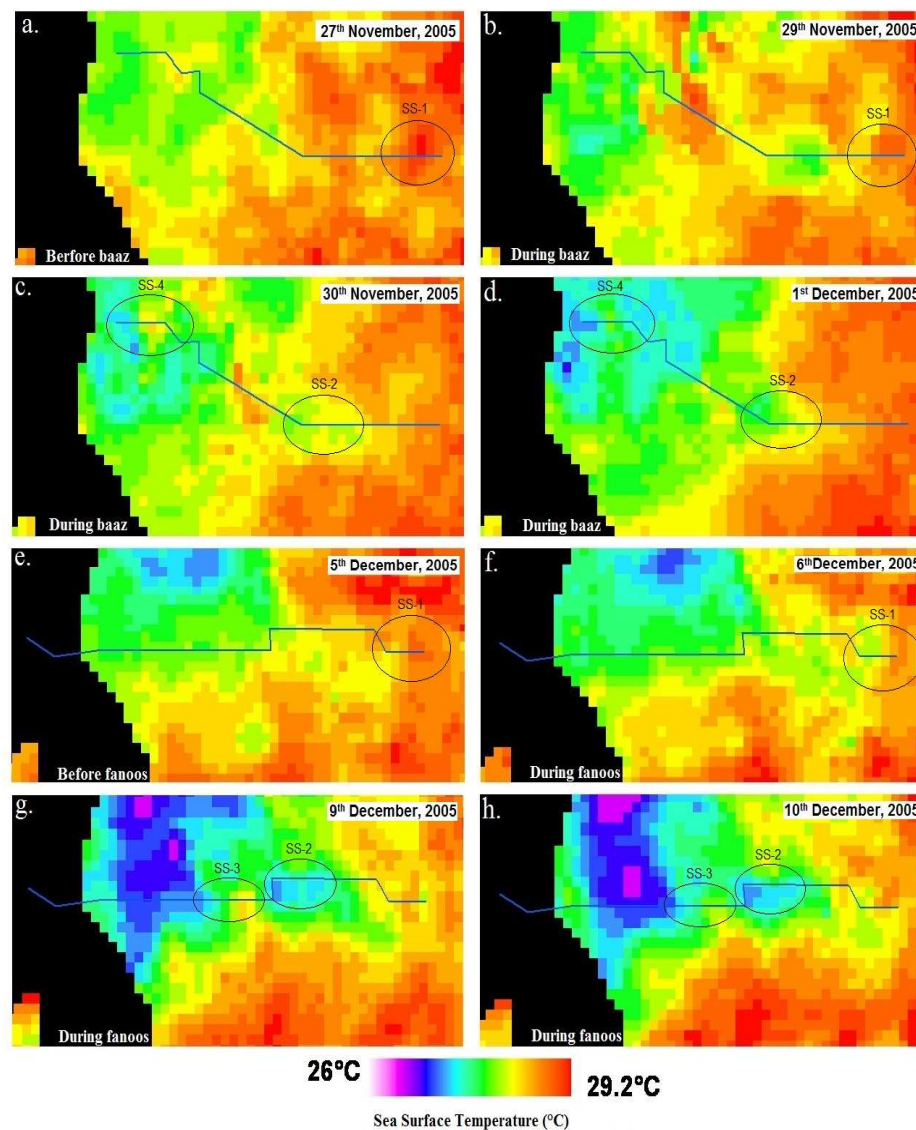 a.
27th November, 2005
SS-1
Berfore baaz
b.
29th November, 2005
SS-1
During baaz
c.
30th November, 2005
SS-4
SS-2
During baaz
d.
1st December, 2005
SS-4
SS-2
During baaz
e.
5th December, 2005
SS-1
Before fanoos
f.
6thDecember, 2005
SS-1
During fanoos
g.
9th December, 2005
SS-2
SS-3
During fanoos
h.
10th December, 2005
SS-2
SS-3
During fanoos
26°C
29.2°C
Sea Surface Temperature (°C)